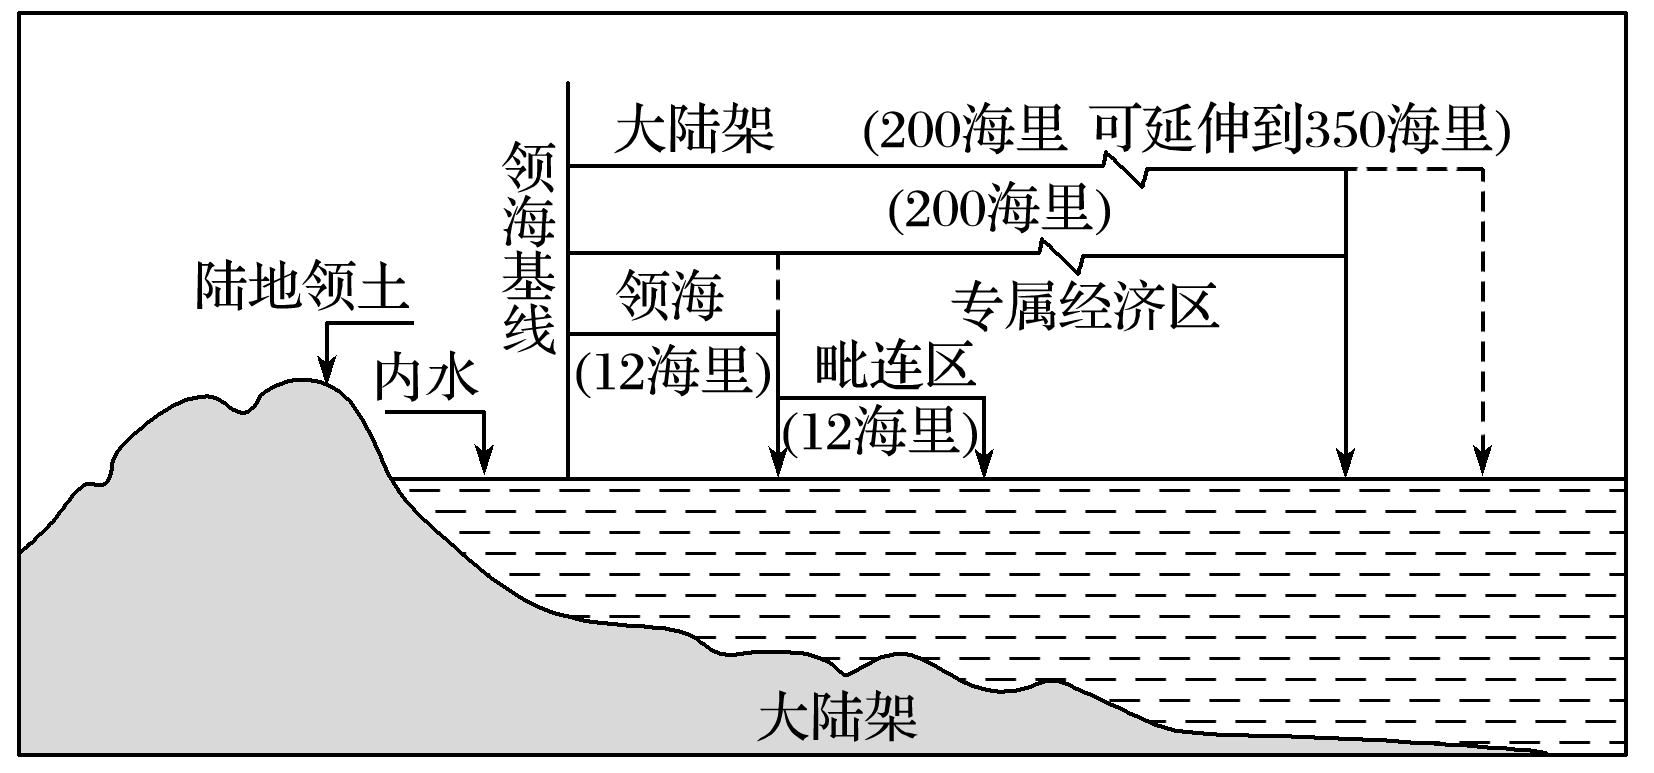 大陆架 (200海里 可延伸到350海里)
领海基线
(200海里)
陆地领土
领海
专属经济区
内水
(12海里)
毗连区
(12海里)
大陆架